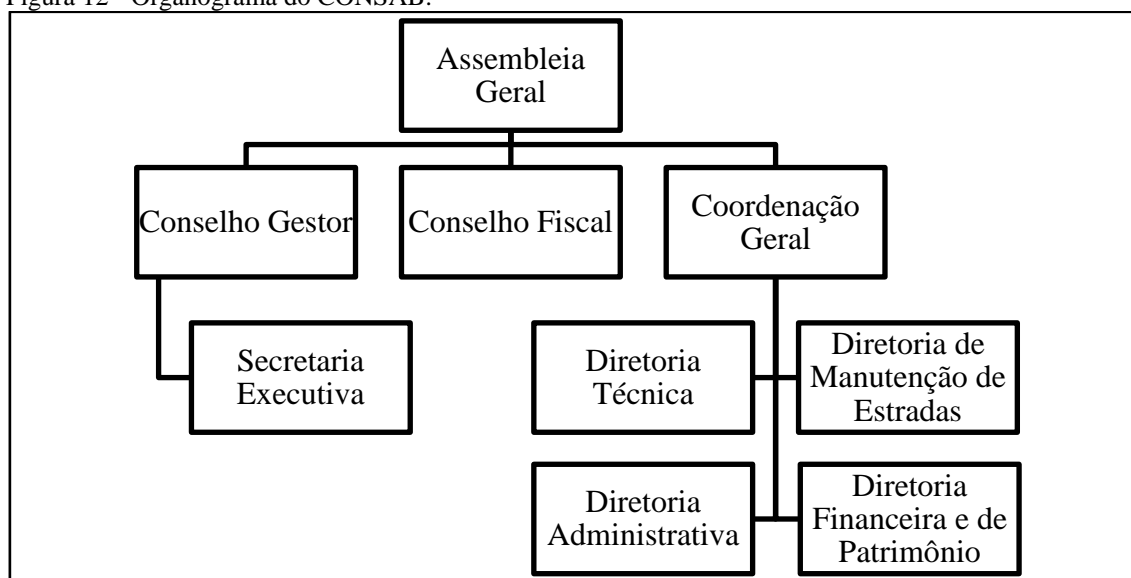 Figura 12 - Organograma do CONSAB.
Assembleia
Geral
Conselho Gestor
Conselho Fiscal
Coordenação
Geral
Secretaria
Executiva
Diretoria
Técnica
Diretoria de
Manutenção de
Estradas
Diretoria
Administrativa
Diretoria
Financeira e de
Patrimônio